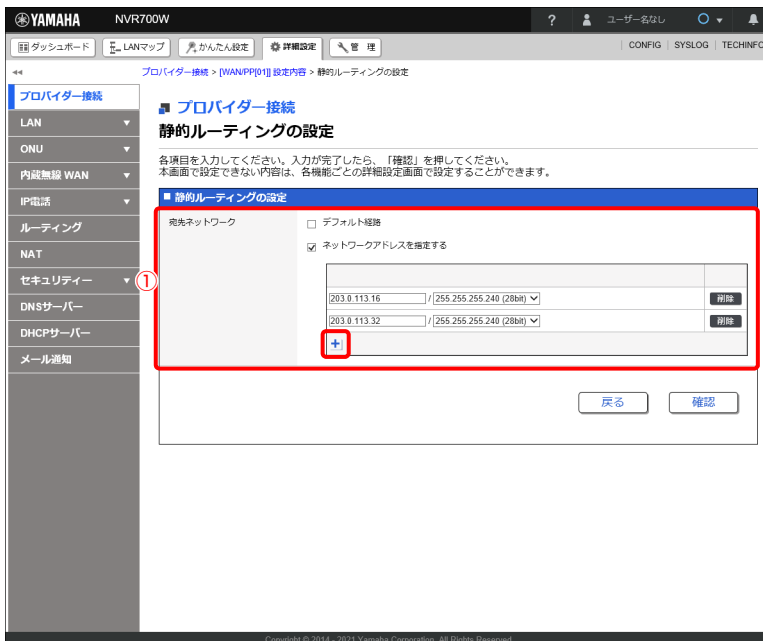 YAMAHA NVR700W ? ユーザー名なし
ダッシュボード LANマップ かんたん設定 詳細設定 管 理 CONFIG SYSLOG TECHINFO
プロバイダー接続 > [WAN/PP[01]] 設定内容 > 静的ルーティングの設定
プロバイダー接続
LAN
ONU
内蔵無線 WAN
IP電話
ルーティング
NAT
セキュリティー
DNSサーバー
DHCPサーバー
メール通知
プロバイダー接続
静的ルーティングの設定
各項目を入力してください。入力が完了したら、「確認」を押してください。
本画面で設定できない内容は、各機能ごとの詳細設定画面で設定することができます。
■ 静的ルーティングの設定
①
宛先ネットワーク
デフォルト経路
ネットワークアドレスを指定する
203.0.113.16 / 255.255.255.240 (28bit) 削除
203.0.113.32 / 255.255.255.240 (28bit) 削除
+
戻る 確認
Copyright © 2014 - 2021 Yamaha Corporation. All Rights Reserved.